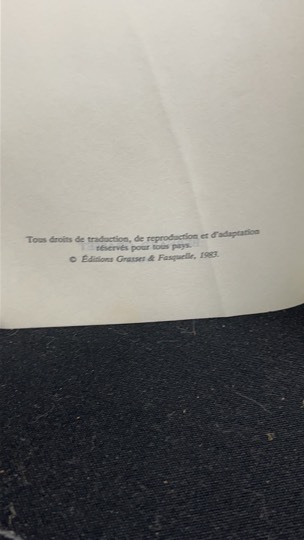 Tous droits de traduction, de reproduction et d'adaptation
réservés pour tous pays.
© Éditions Grasset & Fasquelle, 1983.